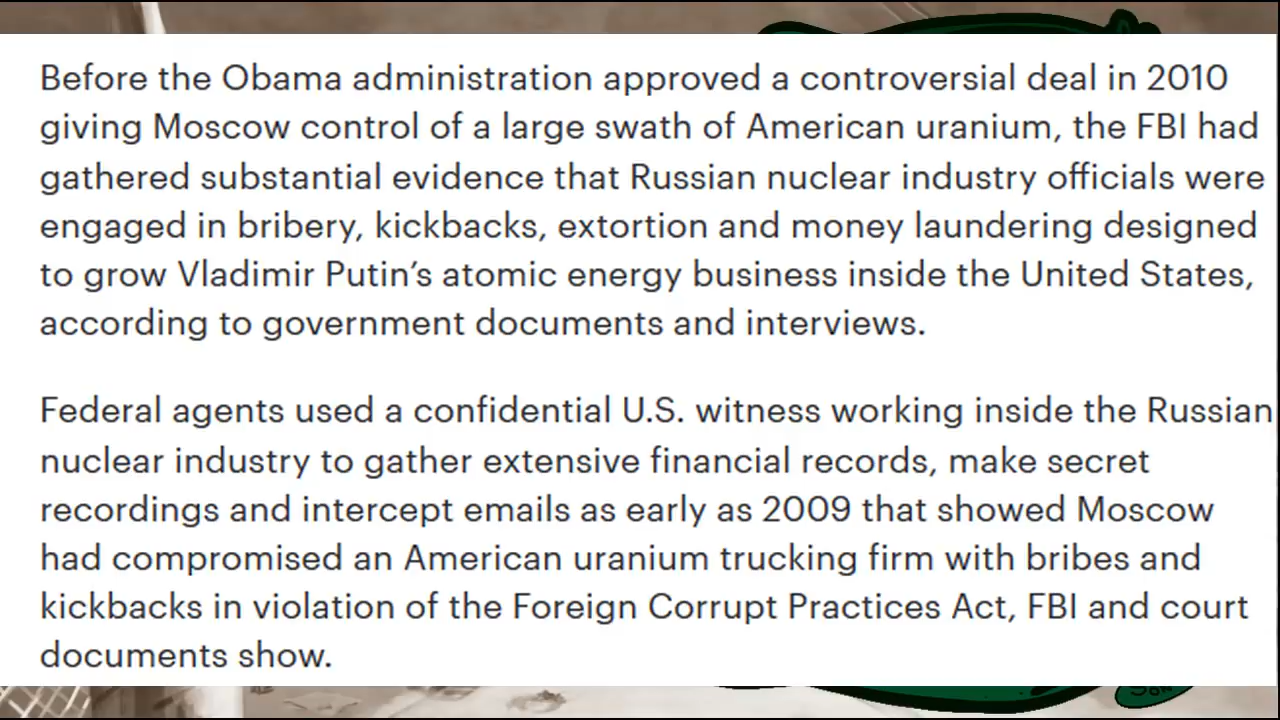 Before the Obama administration approved a controversial deal in 2010
giving Moscow control of a large swath of American uranium, the FBI had
gathered substantial evidence that Russian nuclear industry officials were
engaged in bribery, kickbacks, extortion and money laundering designed
to grow Vladimir Putin’s atomic energy business inside the United States,
according to government documents and interviews.
Federal agents used a confidential U.S. witness working inside the Russian
nuclear industry to gather extensive financial records, make secret
recordings and intercept emails as early as 2009 that showed Moscow
had compromised an American uranium trucking firm with bribes and
kickbacks in violation of the Foreign Corrupt Practices Act, FBI and court
documents show.